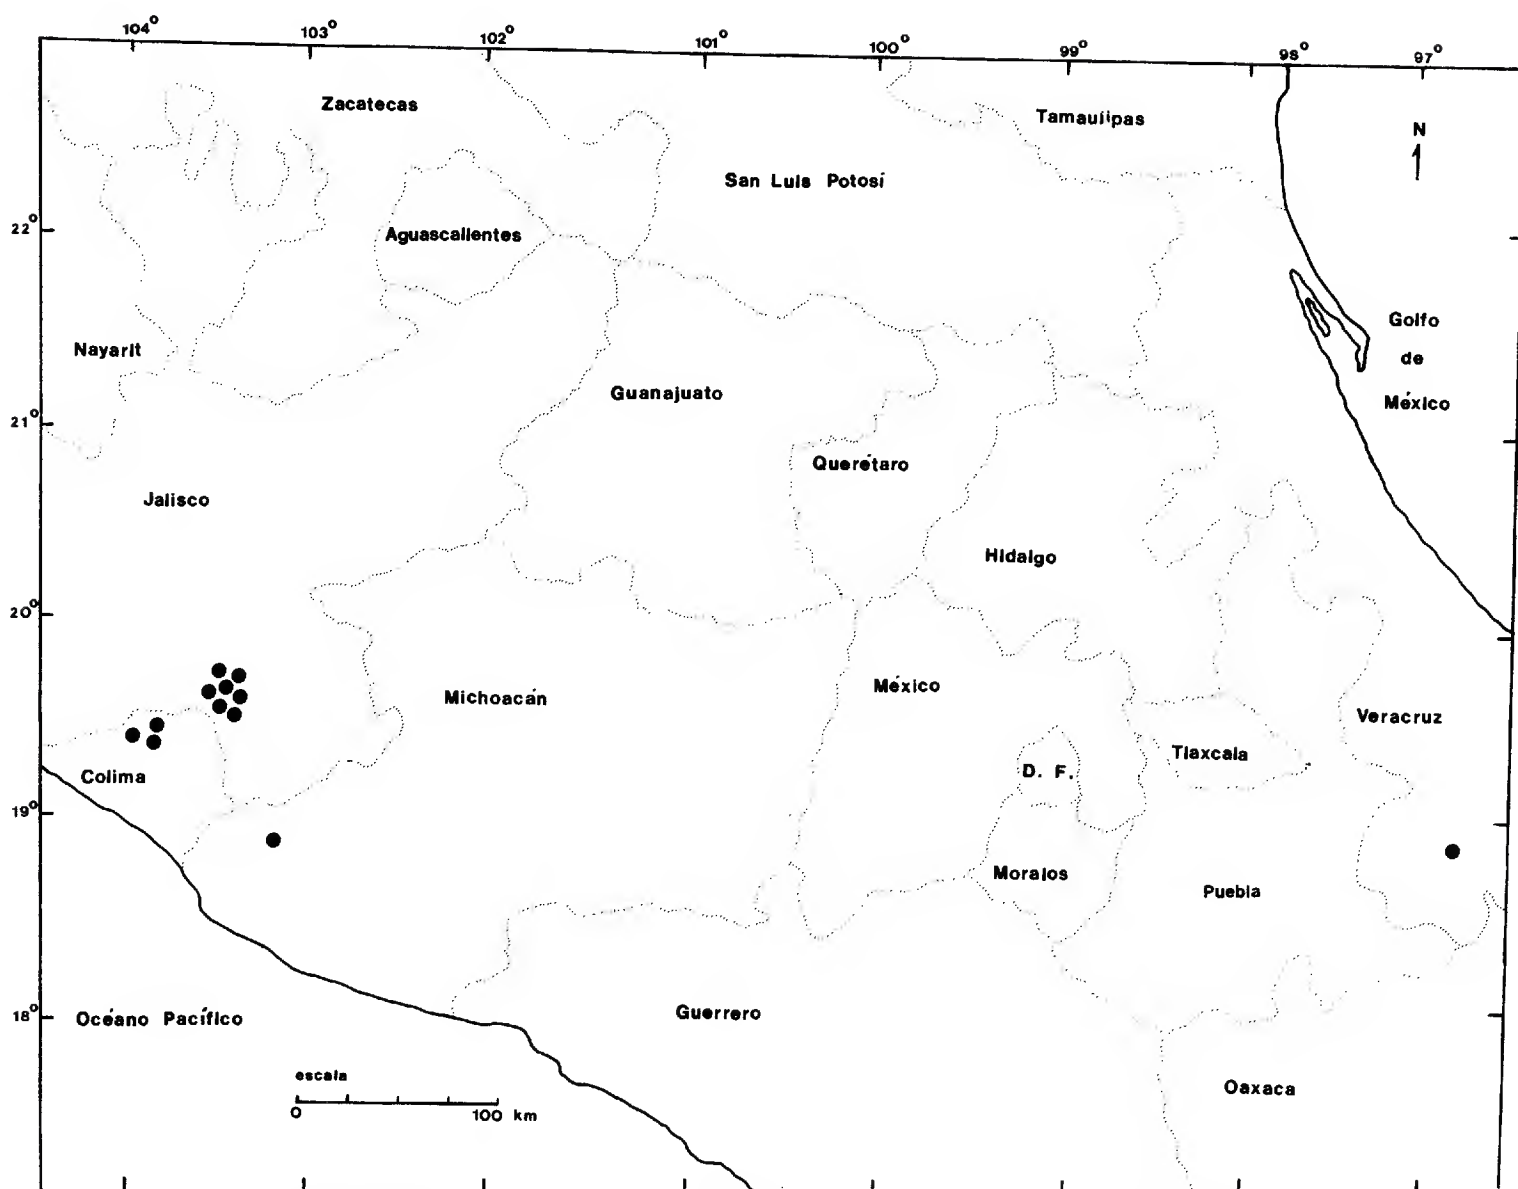 104° 103° 102° 101° 100° 99° 98° 97°
Zacatecas
Tamaulipas
N
San Luis Potosí
22°
Aguascalientes
Golfo
de
México
Nayarit
Guanajuato
21°
Querétaro
Jalisco
Hidalgo
20°
México
Michoacán
Veracruz
Tlaxcala
D. F.
Colima
19°
Morelos
Puebla
18°
Océano Pacífico
Guerrero
escala
0 100 km
Oaxaca